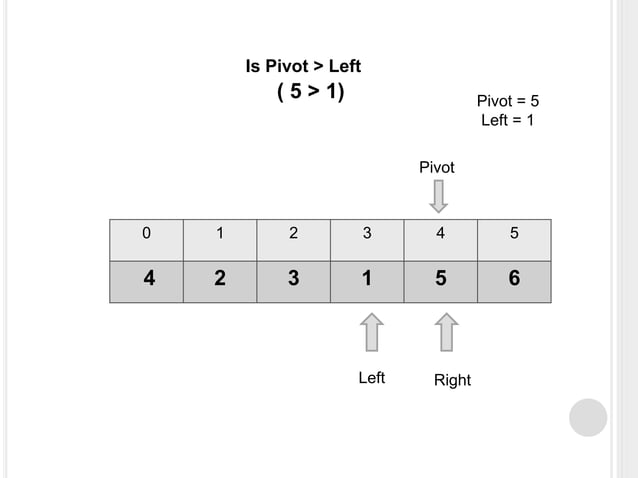 Is Pivot > Left
( 5 > 1)
Pivot = 5
Left = 1
Pivot
0 1 2 3 4 5
4 2 3 1 5 6
Left Right